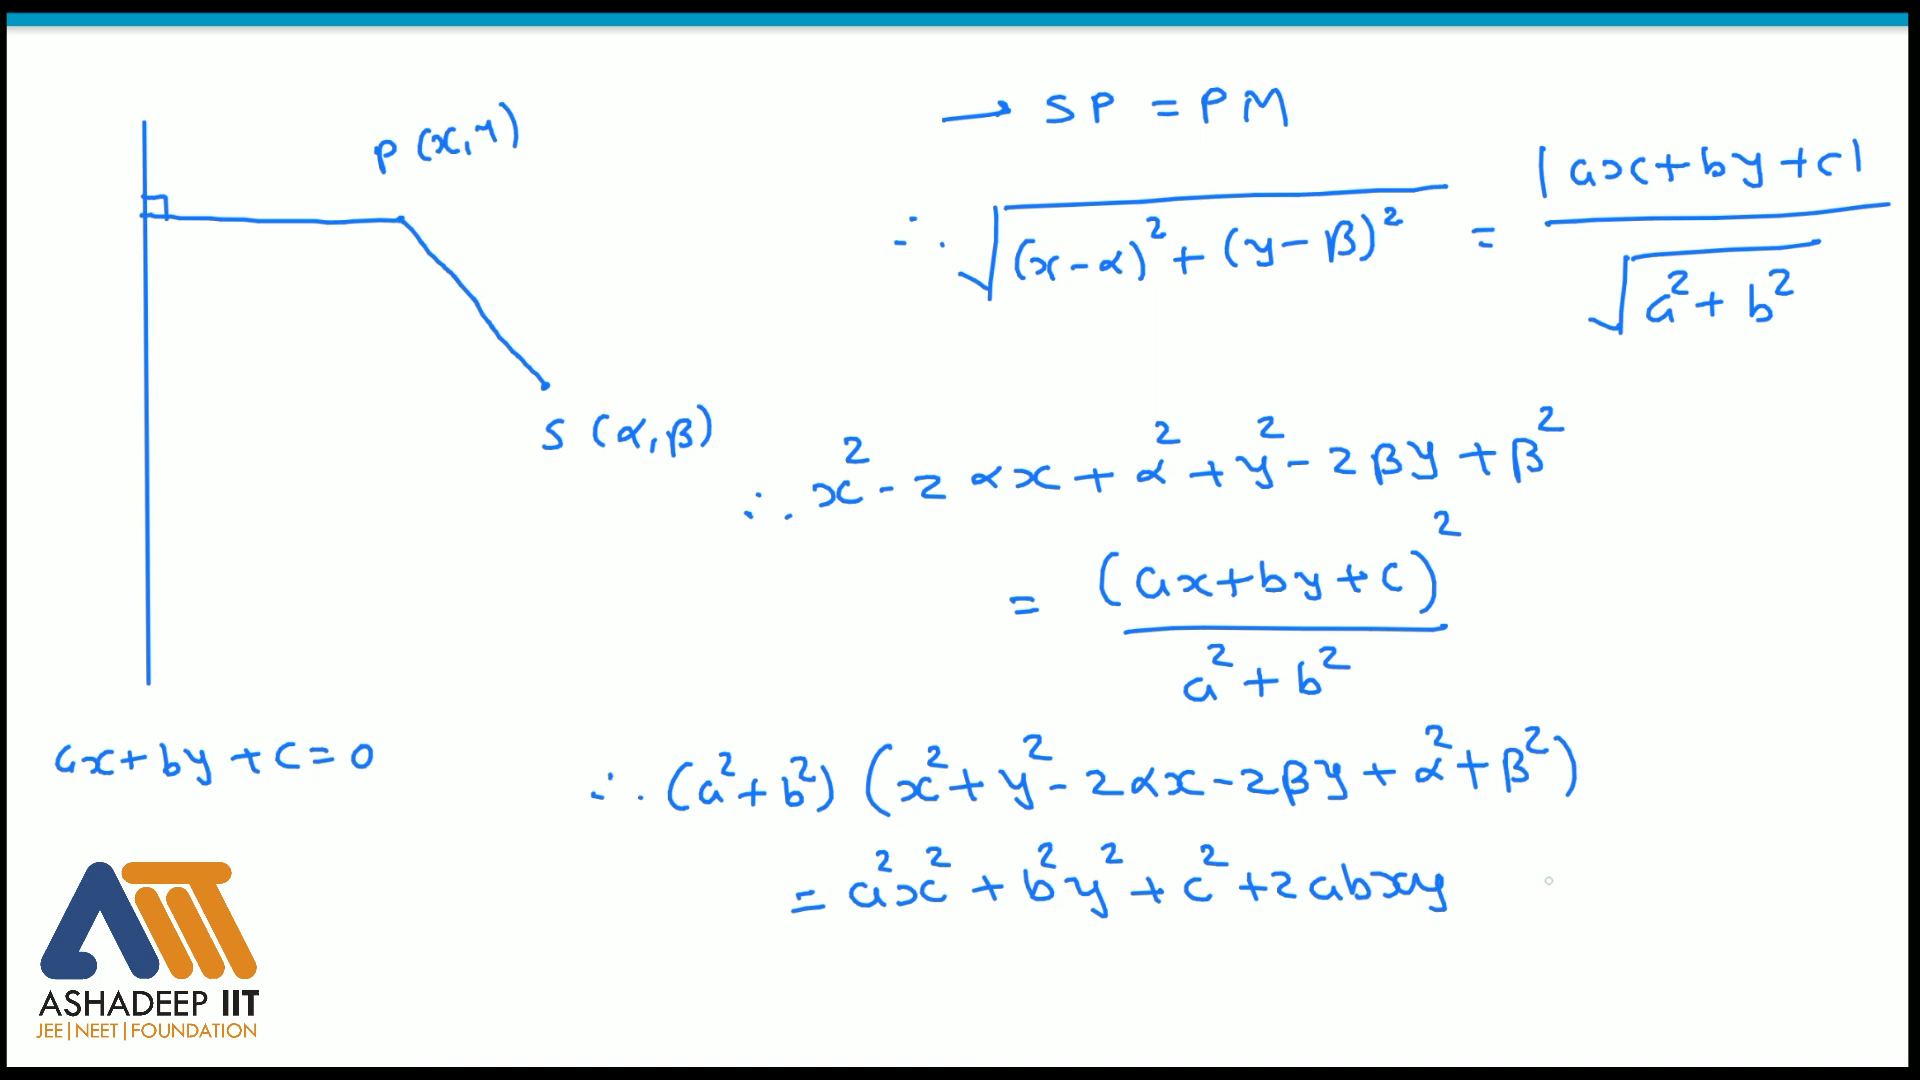 P (x, y)
→ SP = PM
∴ √((x-α)² + (y-β)²) = |ax+by+c| / √(a²+b²)
S (α, β)
∴ x² - 2αx + α² + y² - 2βy + β²
= (ax+by+c)² / (a²+b²)
ax+by+c=0
∴ (a²+b²) (x²+y²-2αx-2βy+α²+β²)
= a²x² + b²y² + c² + 2abxy
ASHADEEP IIT
JEE|NEET|FOUNDATION